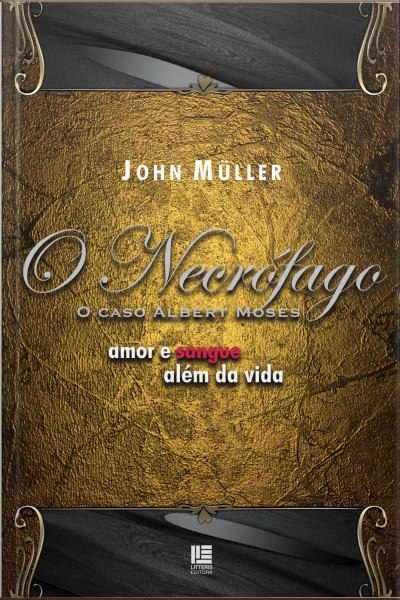 JOHN MÜLLER
O Necrófago
O CASO ALBERT MOSES
amor e sangue
além da vida
LITTERIS
EDITORA